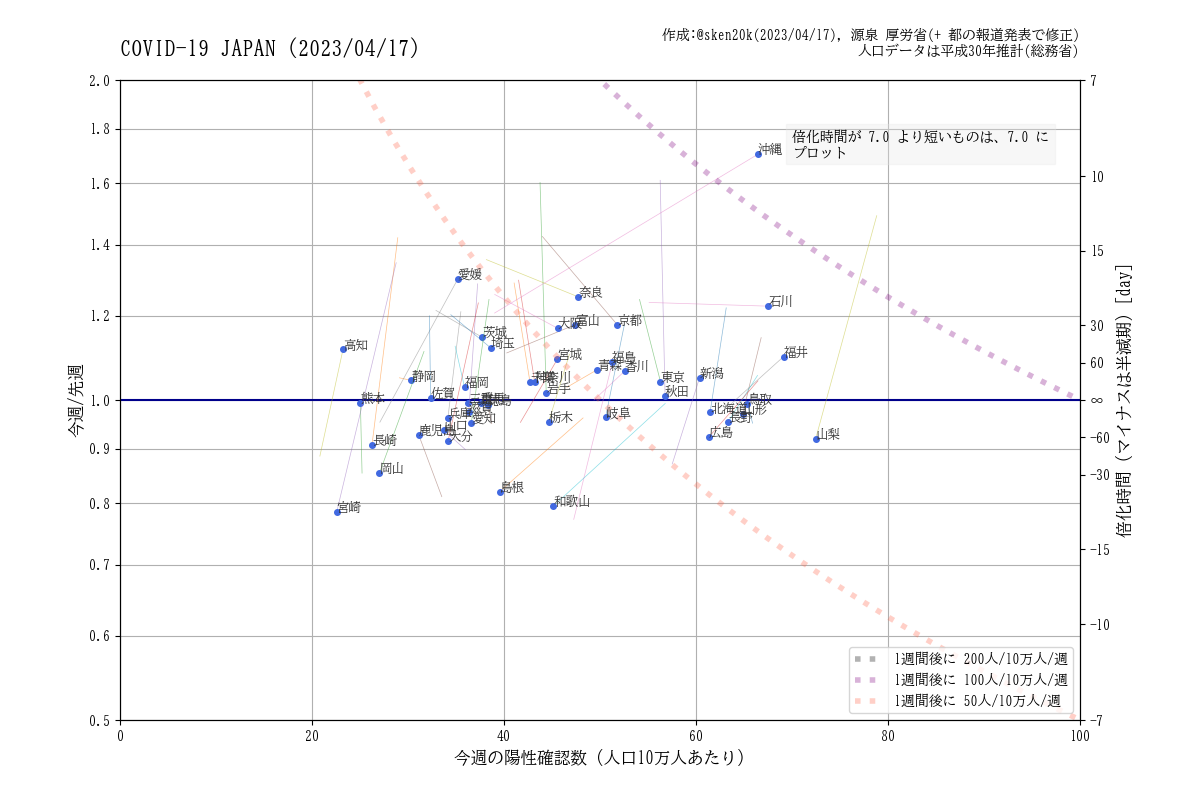 COVID-19 JAPAN (2023/04/17)
作成:@sken20k(2023/04/17), 源泉 厚労省(+ 都の報道発表で修正)
人口データは平成30年推計(総務省)
倍化時間が 7.0 より短いものは、7.0 に
プロット
沖縄
愛媛
奈良
石川
大阪
富山
京都
茨城
埼玉
高知
宮城
福島
青森
香川
福井
静岡
福岡
神奈川
岩手
東京
新潟
熊本
佐賀
秋田
鳥取
兵庫
愛知
栃木
岐阜
北海道
山形
長野
鹿児島
山口
大分
広島
山梨
長崎
岡山
島根
和歌山
宮崎
2.0
1.8
1.6
1.4
1.2
1.0
0.9
0.8
0.7
0.6
0.5
今週/先週
7
10
15
30
60
∞
-60
-30
-15
-10
-7
倍化時間 (マイナスは半減期) [day]
1週間後に 200人/10万人/週
1週間後に 100人/10万人/週
1週間後に 50人/10万人/週
0
20
40
60
80
100
今週の陽性確認数 (人口10万人あたり)